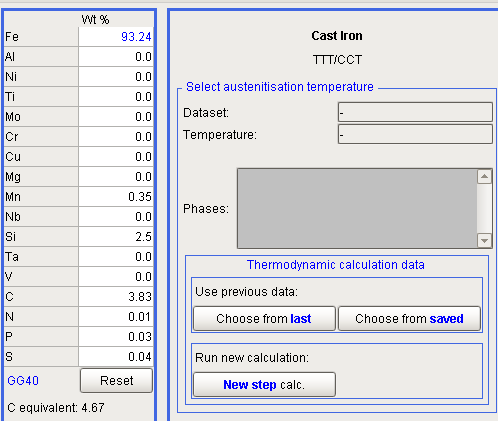 Wt %
Fe 93.24
Al 0.0
Ni 0.0
Ti 0.0
Mo 0.0
Cr 0.0
Cu 0.0
Mg 0.0
Mn 0.35
Nb 0.0
Si 2.5
Ta 0.0
V 0.0
C 3.83
N 0.01
P 0.03
S 0.04
GG40 Reset
C equivalent: 4.67
Cast Iron
TTT/CCT
Select austenitisation temperature
Dataset: -
Temperature: -
Phases:
Thermodynamic calculation data
Use previous data:
Choose from last Choose from saved
Run new calculation:
New step calc.